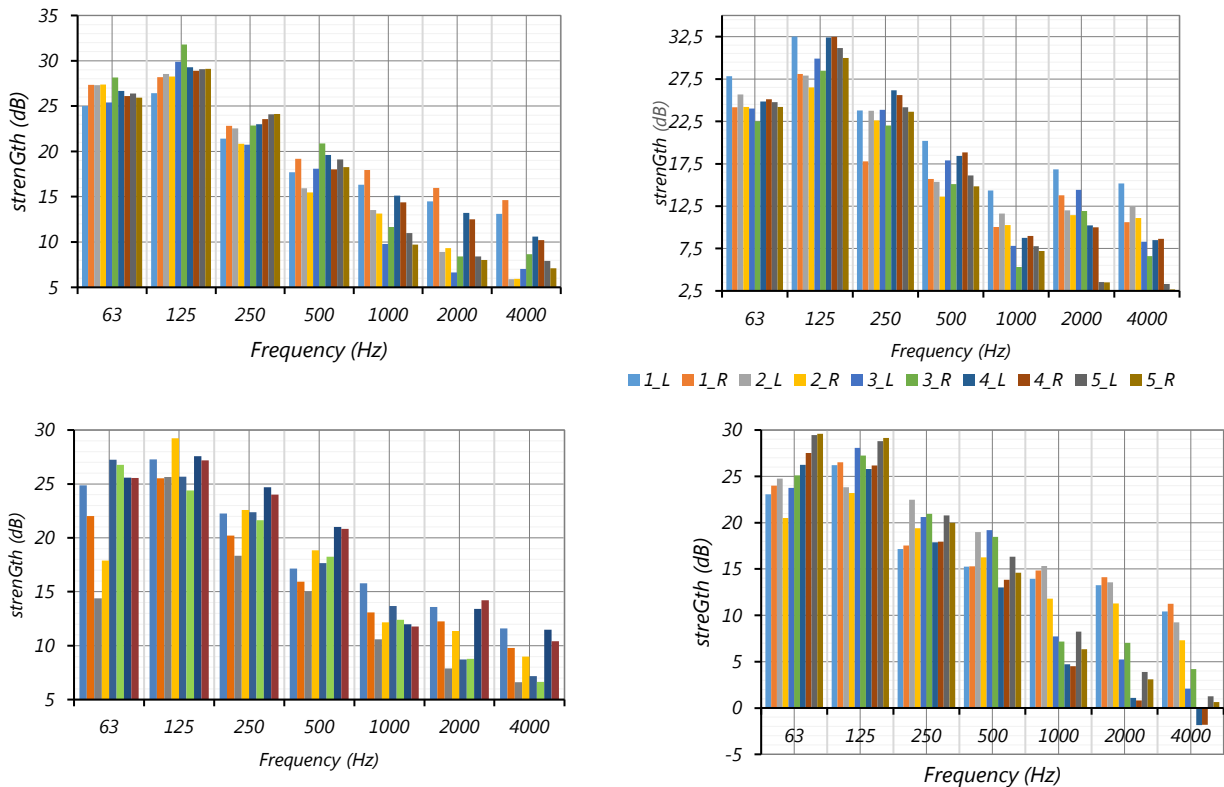 35
30
25
20
15
10
5
strenGth (dB)
63 125 250 500 1000 2000 4000
Frequency (Hz)
32,5
27,5
22,5
17,5
12,5
7,5
2,5
strenGth (dB)
63 125 250 500 1000 2000 4000
Frequency (Hz)
1_L 1_R 2_L 2_R 3_L 3_R 4_L 4_R 5_L 5_R
30
25
20
15
10
5
strenGth (dB)
63 125 250 500 1000 2000 4000
Frequency (Hz)
30
25
20
15
10
5
0
-5
streGth (dB)
63 125 250 500 1000 2000 4000
Frequency (Hz)